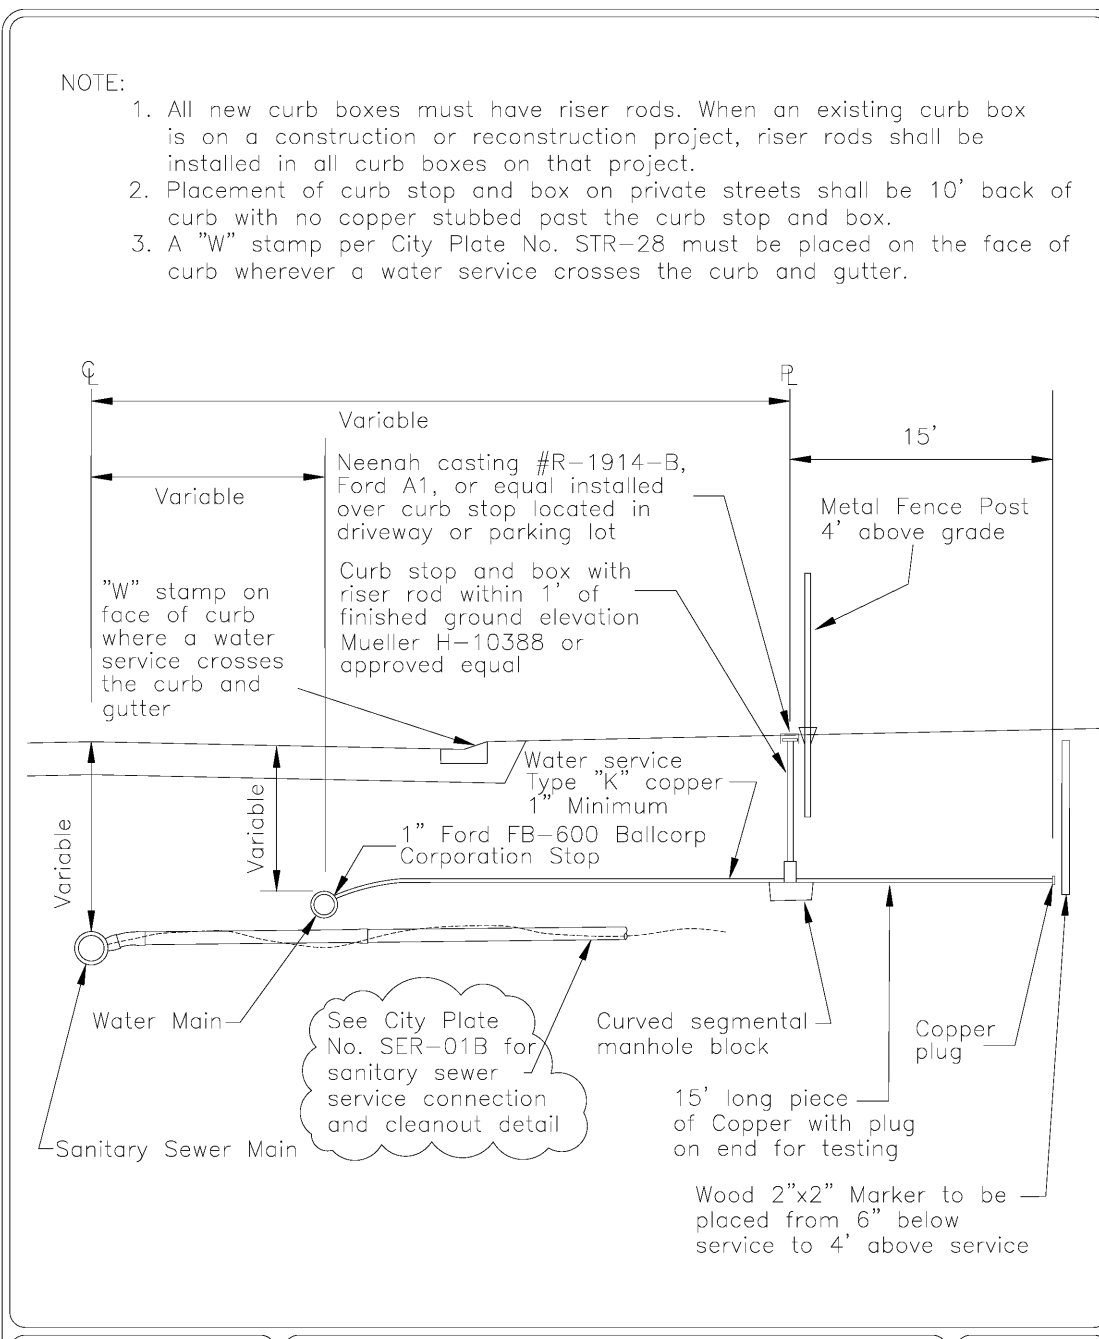 NOTE:
1. All new curb boxes must have riser rods. When an existing curb box
is on a construction or reconstruction project, riser rods shall be
installed in all curb boxes on that project.
2. Placement of curb stop and box on private streets shall be 10' back of
curb with no copper stubbed past the curb stop and box.
3. A "W" stamp per City Plate No. STR-28 must be placed on the face of
curb wherever a water service crosses the curb and gutter.
CL
PL
Variable
15'
Variable
Neenah casting #R-1914-B,
Ford A1, or equal installed
over curb stop located in
driveway or parking lot
Metal Fence Post
4' above grade
Curb stop and box with
riser rod within 1' of
finished ground elevation
Mueller H-10388 or
approved equal
"W" stamp on
face of curb
where a water
service crosses
the curb and
gutter
Water service
Type "K" copper
1" Minimum
Variable
Variable
1" Ford FB-600 Ballcorp
Corporation Stop
Water Main
See City Plate
No. SER-01B for
sanitary sewer
service connection
and cleanout detail
Curved segmental
manhole block
Copper
plug
15' long piece
of Copper with plug
on end for testing
Sanitary Sewer Main
Wood 2"x2" Marker to be
placed from 6" below
service to 4' above service